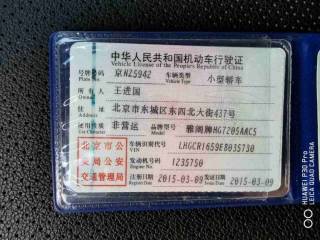 中华人民共和国机动车行驶证
Vehicle License of the People's Republic of China
号牌号码 京HZ5942 车辆类型 小型轿车
Plate No. Vehicle Type
所有人 王进国
Owner
住址 北京市东城区东四北大街437号
Address
使用性质 非营运 品牌型号 雅阁牌HG7205AAC5
Use Character Model
北京市公安局公安交通管理局
车辆识别代号 LHGCR1659E8035730
VIN
发动机号码 1235750
Engine No.
注册日期 2015-03-09 发证日期 2015-03-09
Register Date Issue Date
HUAWEI P30 Pro